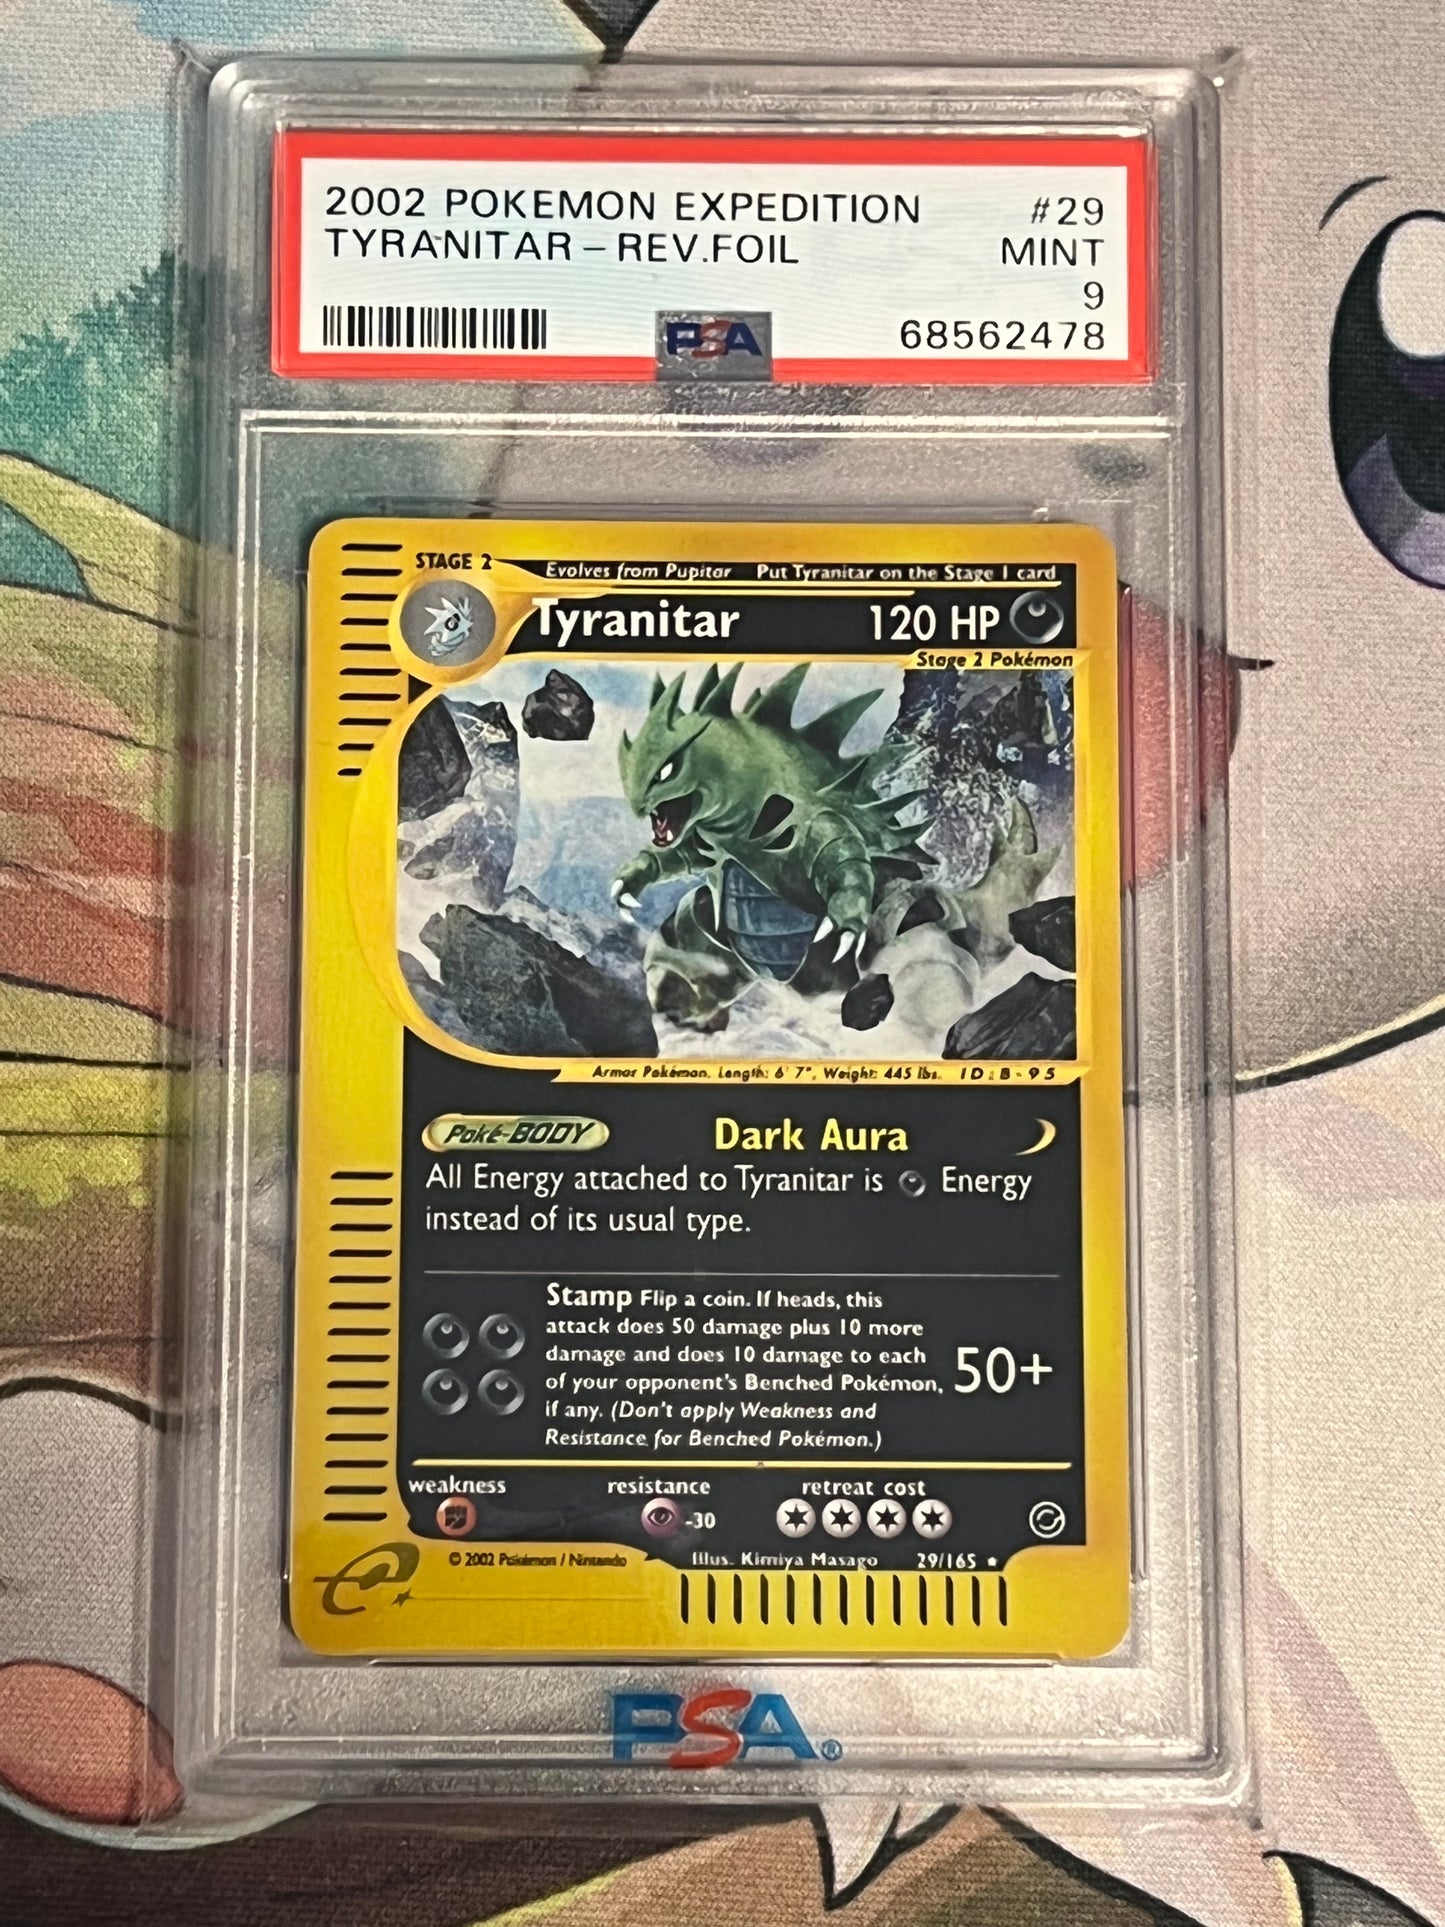 2002 POKEMON EXPEDITION #29
TYRANITAR-REV.FOIL MINT
9
PSA 68562478
STAGE 2 Evolves from Pupitar Put Tyranitar on the Stage 1 card
Tyranitar 120 HP
Stage 2 Pokémon
Armor Pokémon. Length: 6' 7", Weight: 445 lbs. ID:B-95
Poké-BODY Dark Aura
All Energy attached to Tyranitar is Energy
instead of its usual type.
Stamp Flip a coin. If heads, this
attack does 50 damage plus 10 more
damage and does 10 damage to each
of your opponent's Benched Pokémon, 50+
if any. (Don't apply Weakness and
Resistance for Benched Pokémon.)
weakness resistance retreat cost
-30
© 2002 Pokémon / Nintendo Illus. Kimiya Masago 29/165
e
PSA®